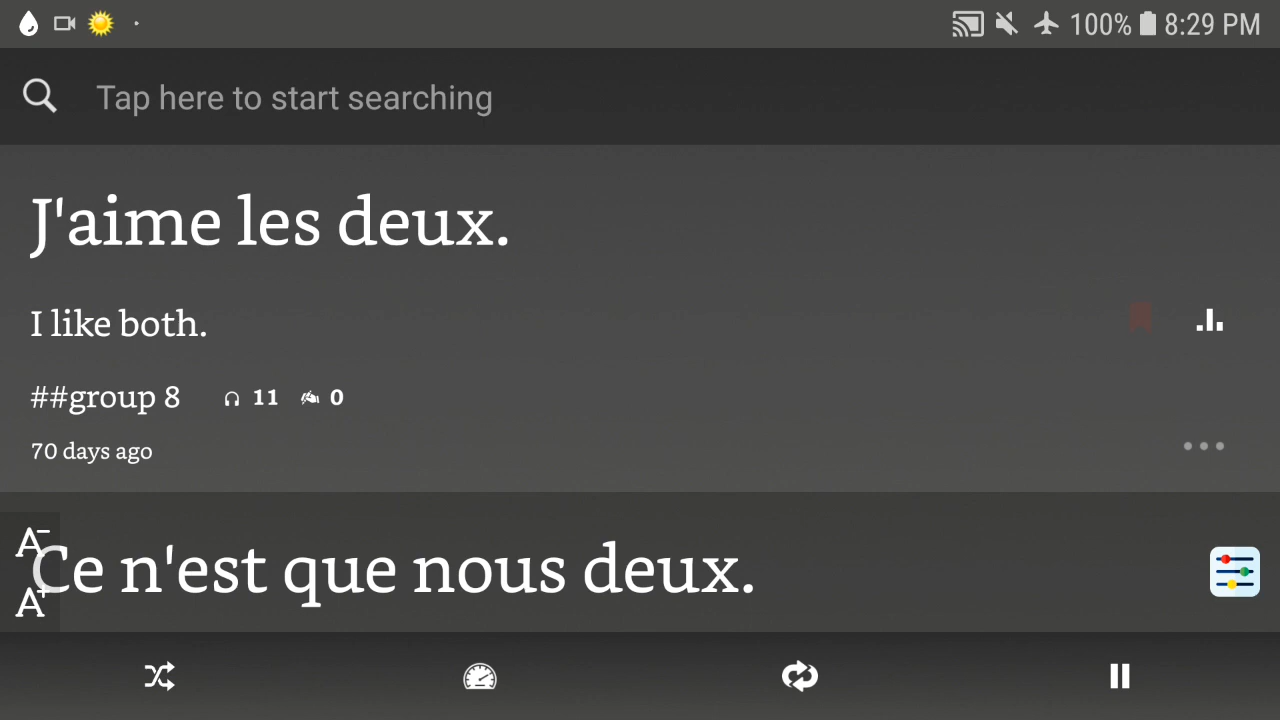 100% 8:29 PM
Tap here to start searching
J'aime les deux.
I like both.
##group 8 11 0
70 days ago
A-
Ce n'est que nous deux.
A+